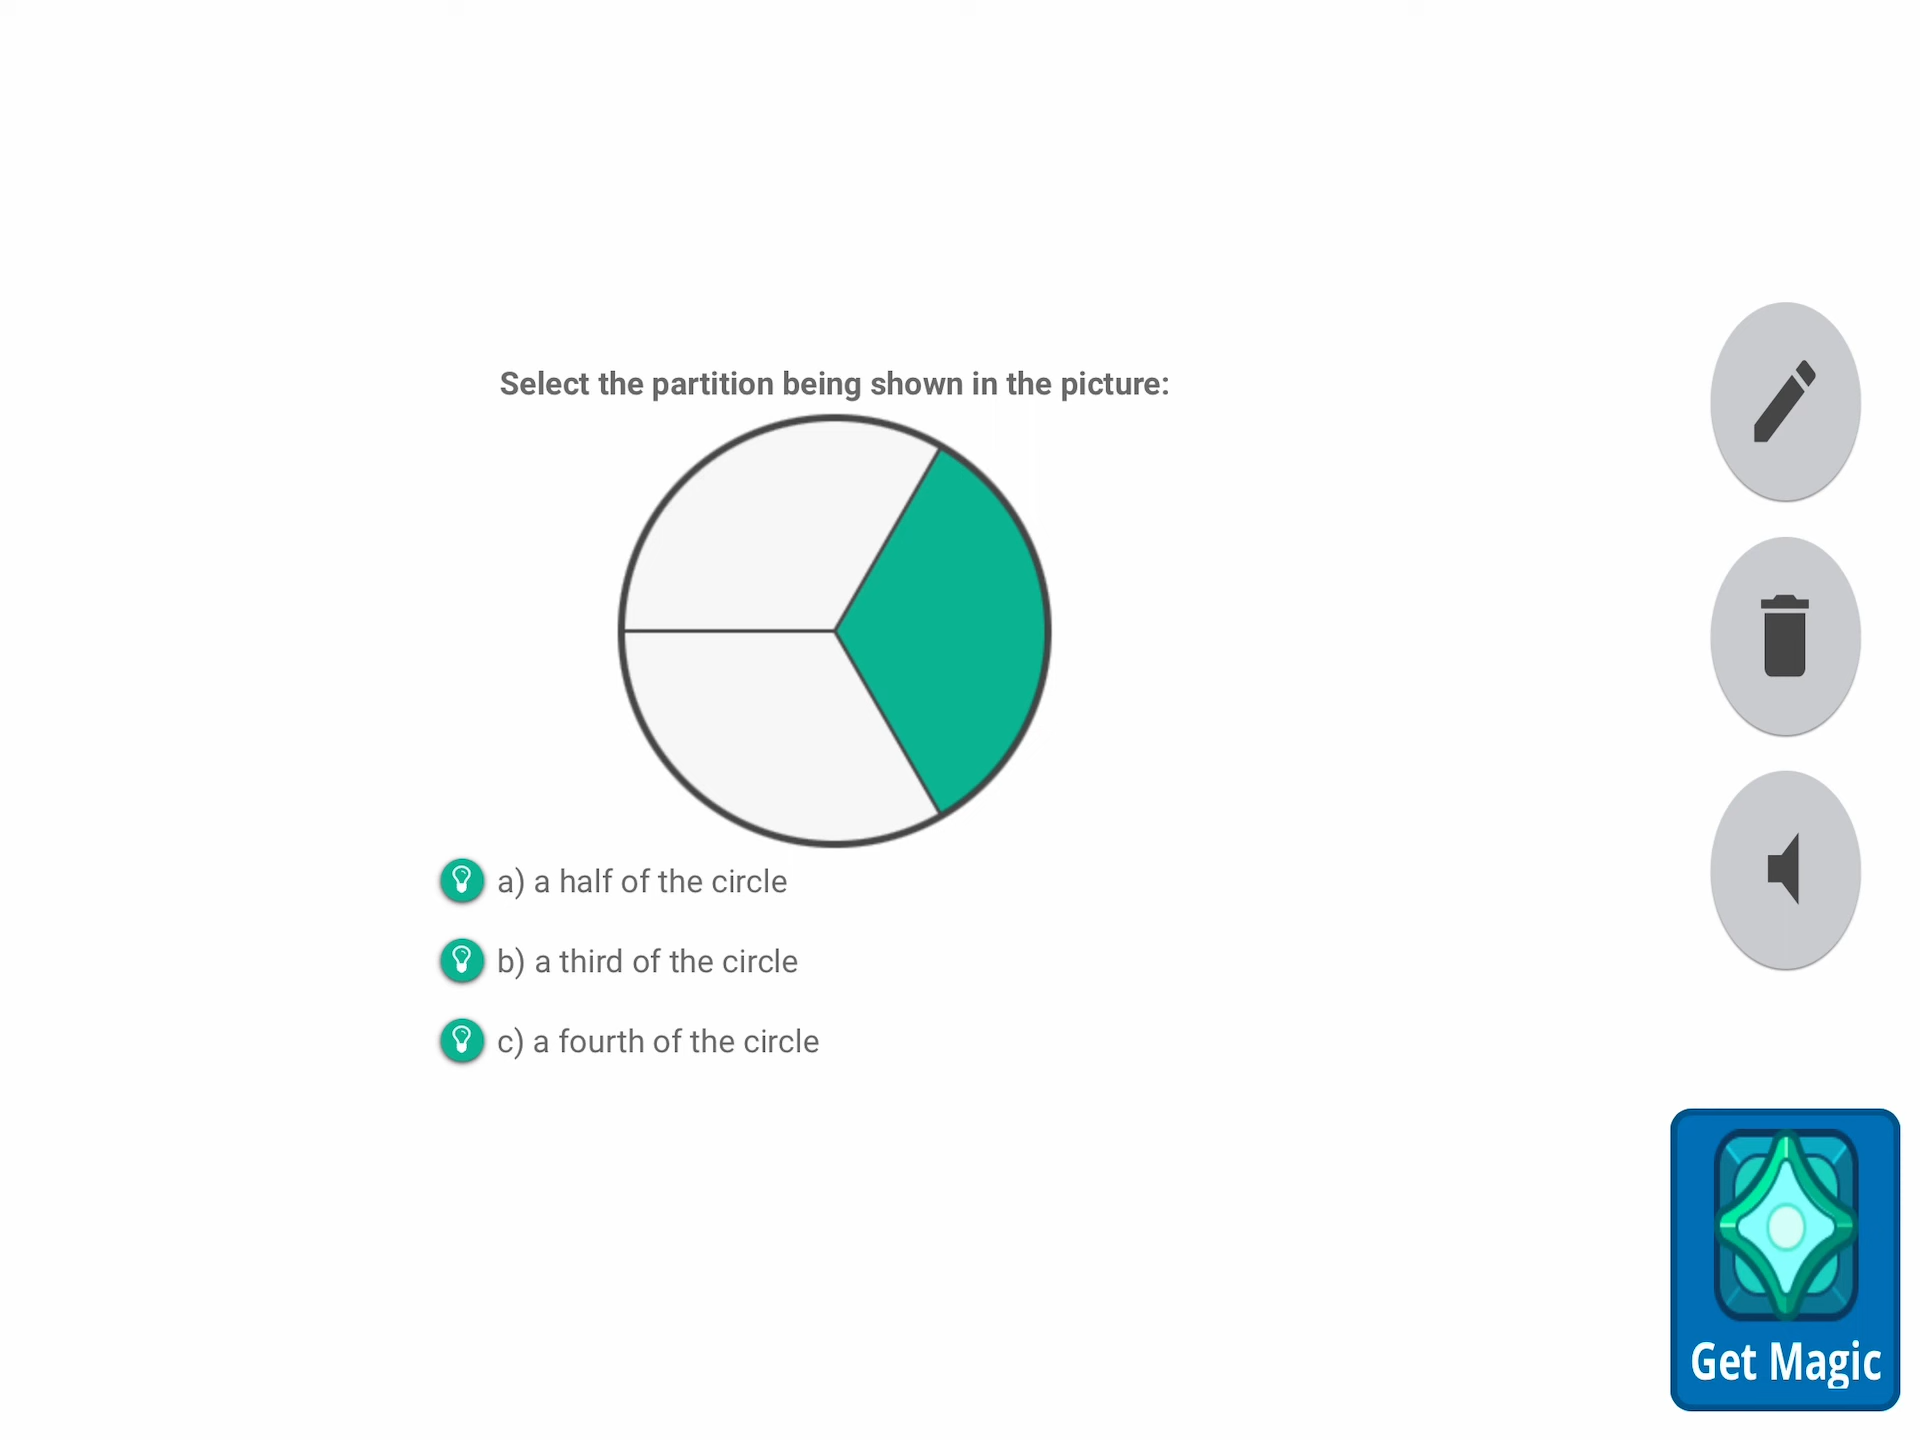 Select the partition being shown in the picture:
a) a half of the circle
b) a third of the circle
c) a fourth of the circle
Get Magic